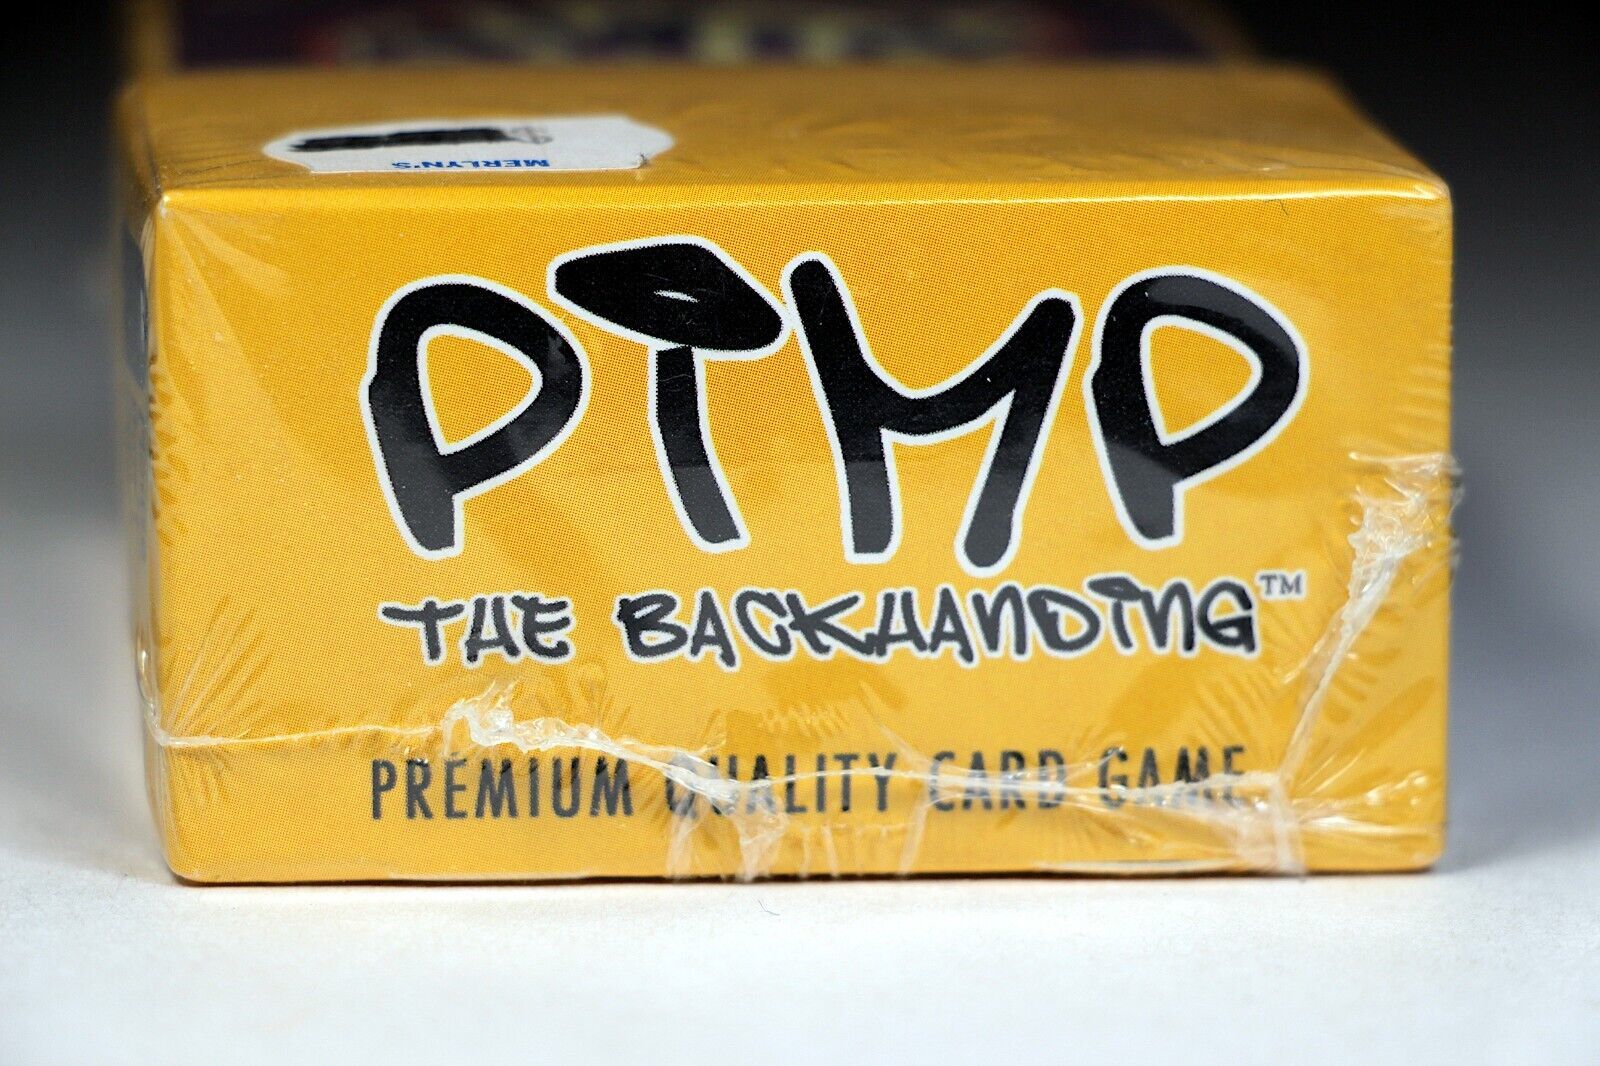 MERLYN'S
PIMP
THE BACKHANDING™
PREMIUM QUALITY CARD GAME